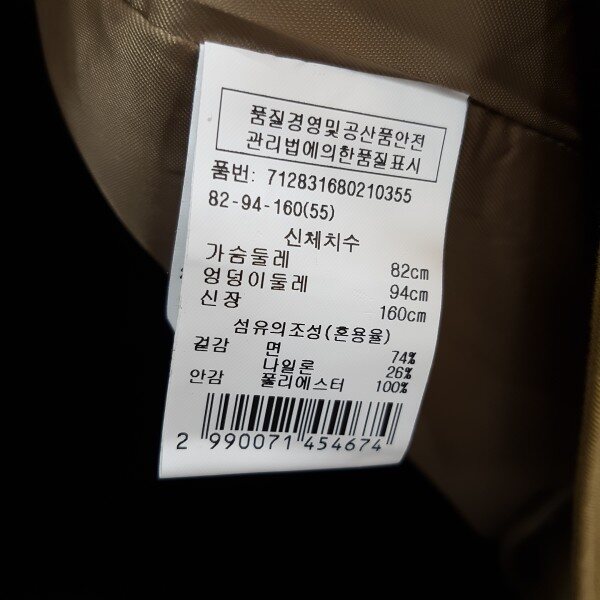 품질경영및공산품안전
관리법에의한품질표시
품번: 712831680210355
82-94-160(55)
신체치수
가슴둘레 82cm
엉덩이둘레 94cm
신장 160cm
섬유의조성(혼용율)
겉감 면 74%
나일론 26%
안감 폴리에스터 100%
2 990071 454674